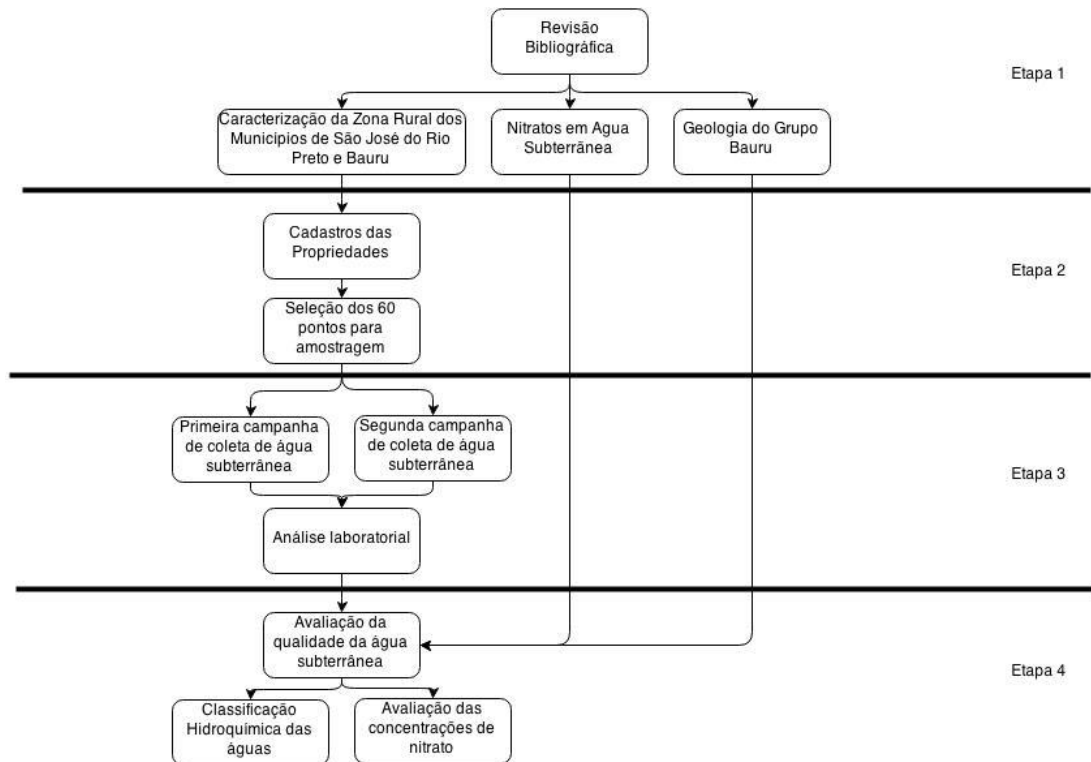 Revisão
Bibliográfica
Etapa 1
Caracterização da Zona Rural dos
Municípios de São José do Rio
Preto e Bauru
Nitratos em Agua
Subterrânea
Geologia do Grupo
Bauru
Cadastros das
Propriedades
Etapa 2
Seleção dos 60
pontos para
amostragem
Primeira campanha
de coleta de água
subterrânea
Segunda campanha
de coleta de água
subterrânea
Etapa 3
Análise laboratorial
Avaliação da
qualidade da água
subterrânea
Etapa 4
Classificação
Hidroquímica das
águas
Avaliação das
concentrações de
nitrato